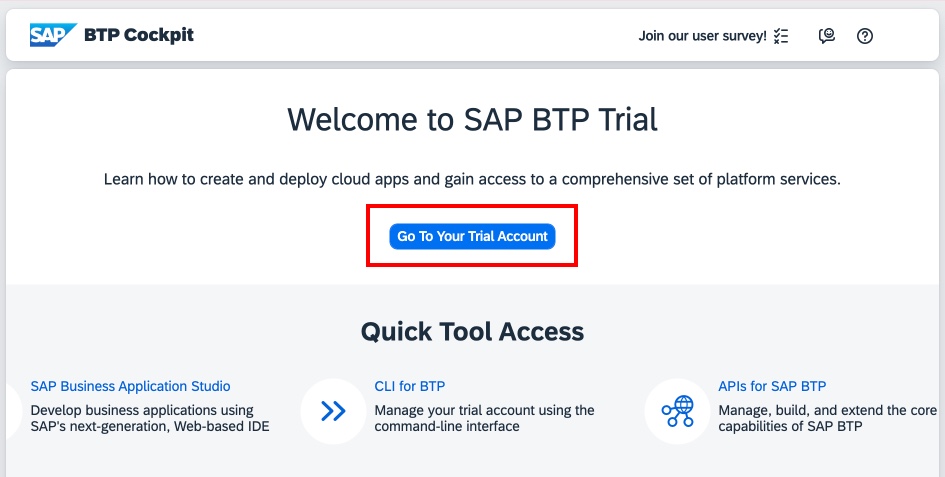 SAP BTP Cockpit
Join our user survey!
Welcome to SAP BTP Trial
Learn how to create and deploy cloud apps and gain access to a comprehensive set of platform services.
Go To Your Trial Account
Quick Tool Access
SAP Business Application Studio
Develop business applications using
SAP's next-generation, Web-based IDE
CLI for BTP
Manage your trial account using the
command-line interface
APIs for SAP BTP
Manage, build, and extend the core
capabilities of SAP BTP